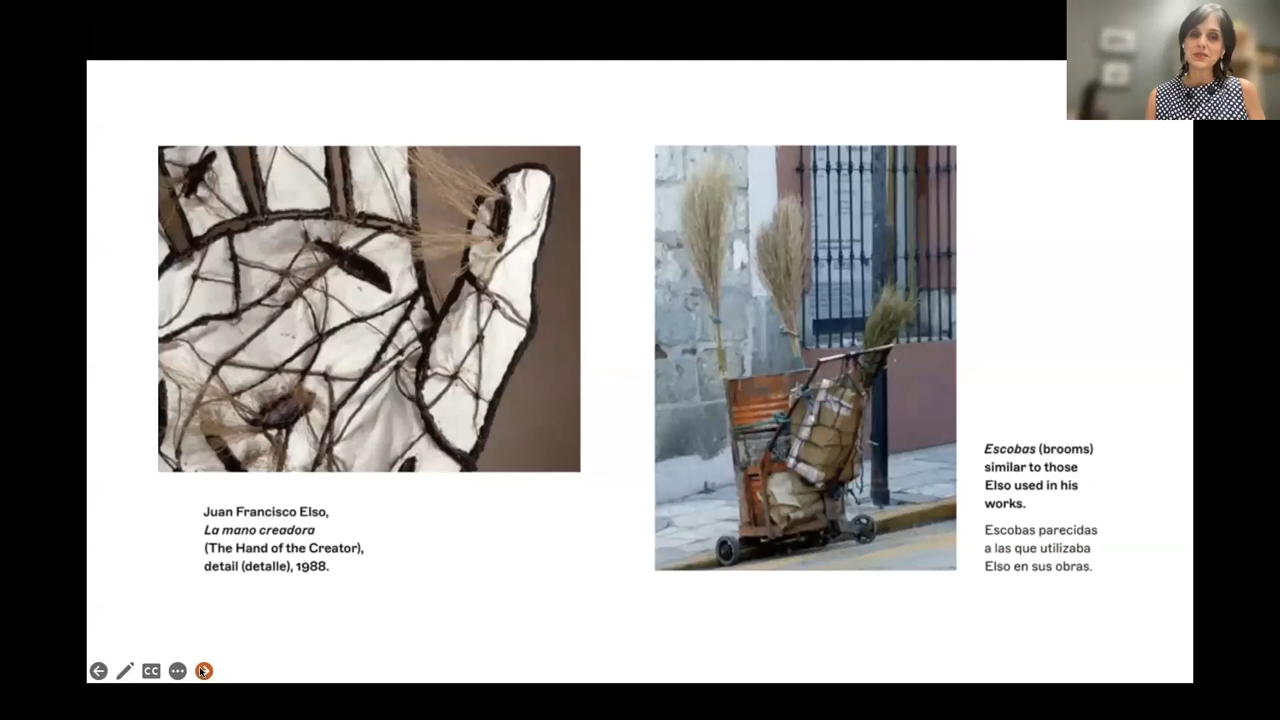 Juan Francisco Elso,
La mano creadora
(The Hand of the Creator),
detail (detalle), 1988.
Escobas (brooms)
similar to those
Elso used in his
works.
Escobas parecidas
a las que utilizaba
Elso en sus obras.
CC